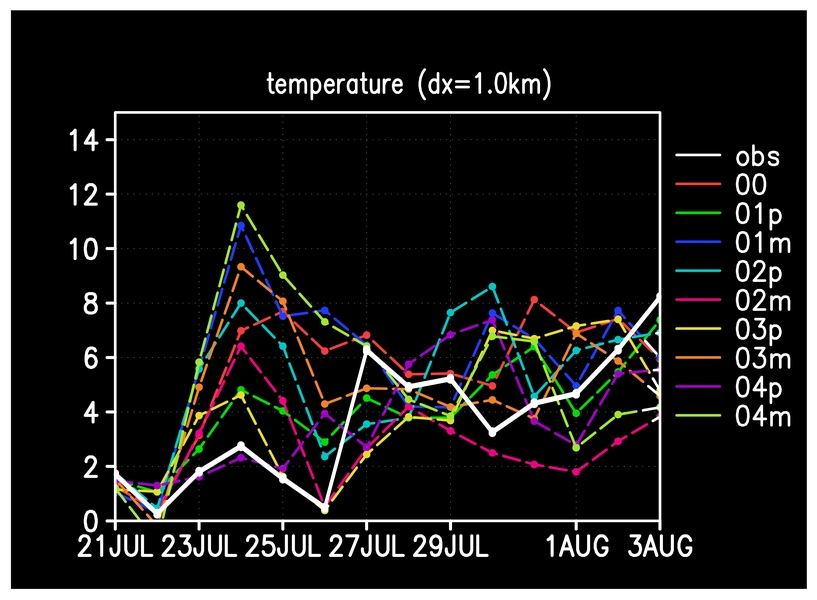 temperature (dx=1.0km)
14
12
10
8
6
4
2
0
21JUL 23JUL 25JUL 27JUL 29JUL 1AUG 3AUG
obs
00
01p
01m
02p
02m
03p
03m
04p
04m